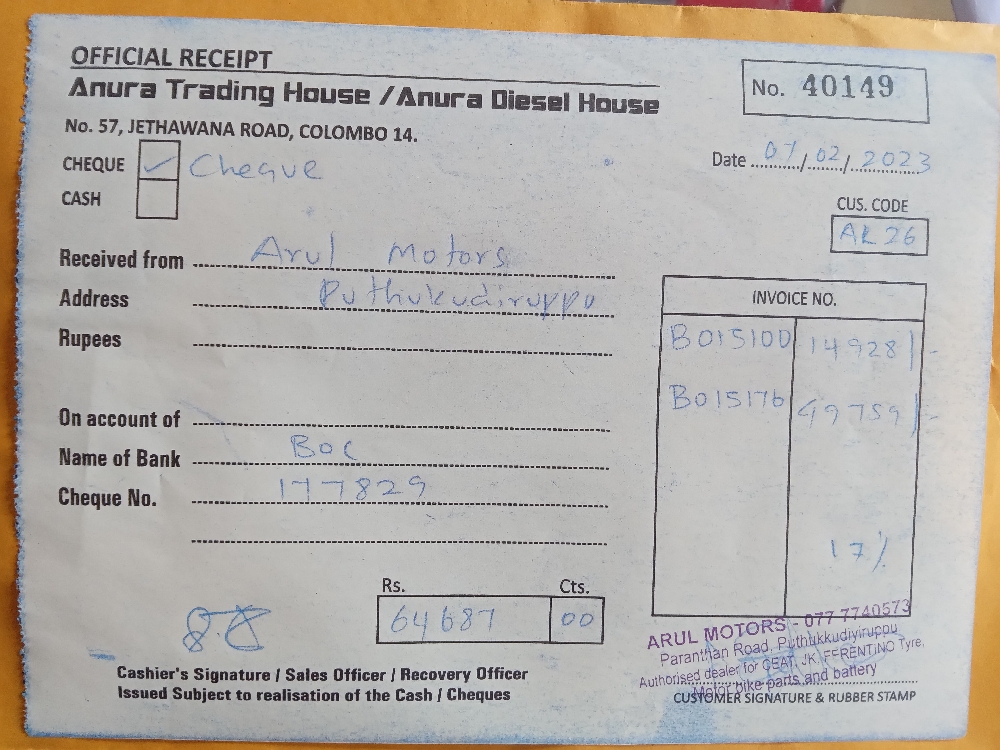 OFFICIAL RECEIPT
Anura Trading House / Anura Diesel House
No. 57, JETHAWANA ROAD, COLOMBO 14.
No. 40149
CHEQUE ✓ Cheque
CASH
Date 07/02/2023
CUS. CODE
AR 26
Received from Arul Motors
Address Puthukudiruppo
Rupees
On account of
Name of Bank BOC
Cheque No. 177829
INVOICE NO.
B015100 14928/-
B015176 49759/-
17%
Rs. Cts.
64687 00
Cashier's Signature / Sales Officer / Recovery Officer
Issued Subject to realisation of the Cash / Cheques
ARUL MOTORS - 077 7740573
Paranthan Road, Puthukkudiyiruppu
Authorised dealer for CEAT, JK, FERENTINO Tyre,
Motor bike parts and battery
CUSTOMER SIGNATURE & RUBBER STAMP